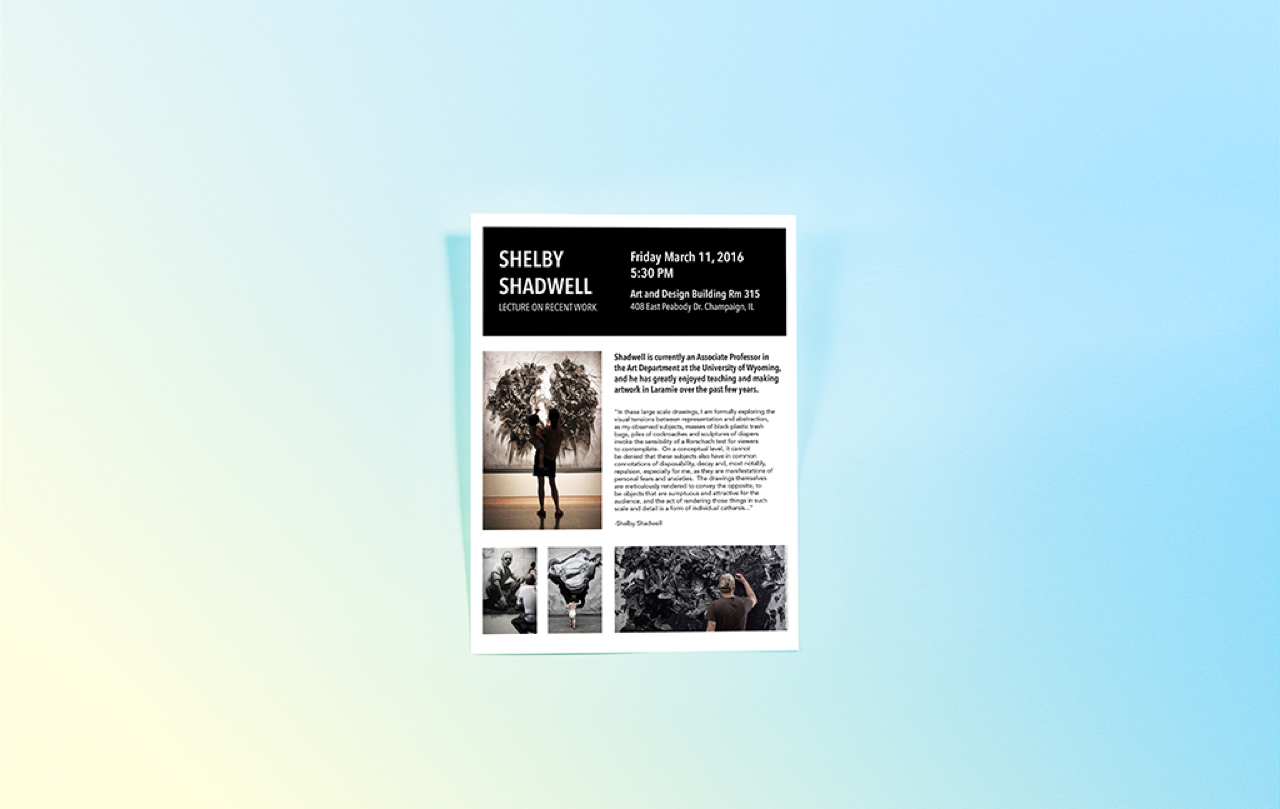 SHELBY
SHADWELL
LECTURE ON RECENT WORK
Friday March 11, 2016
5:30 PM
Art and Design Building Rm 315
408 East Peabody Dr. Champaign, IL
Shadwell is currently an Associate Professor in
the Art Department at the University of Wyoming,
and he has greatly enjoyed teaching and making
artwork in Laramie over the past few years.
"In these large scale drawings, I am formally exploring the
visual tensions between representation and abstraction,
as my observed subjects, masses of black plastic trash
bags, piles of cockroaches and sculptures of diapers
invoke the sensibility of a Rorschach test for viewers
to contemplate. On a conceptual level, it cannot
be denied that these subjects also have in common
connotations of disposability, decay and, most notably,
repulsion, especially for me, as they are manifestations of
personal fears and anxieties. The drawings themselves
are meticulously rendered to convey the opposite, to
be objects that are sumptuous and attractive for the
audience, and the act of rendering those things in such
scale and detail is a form of individual catharsis..."
-Shelby Shadwell